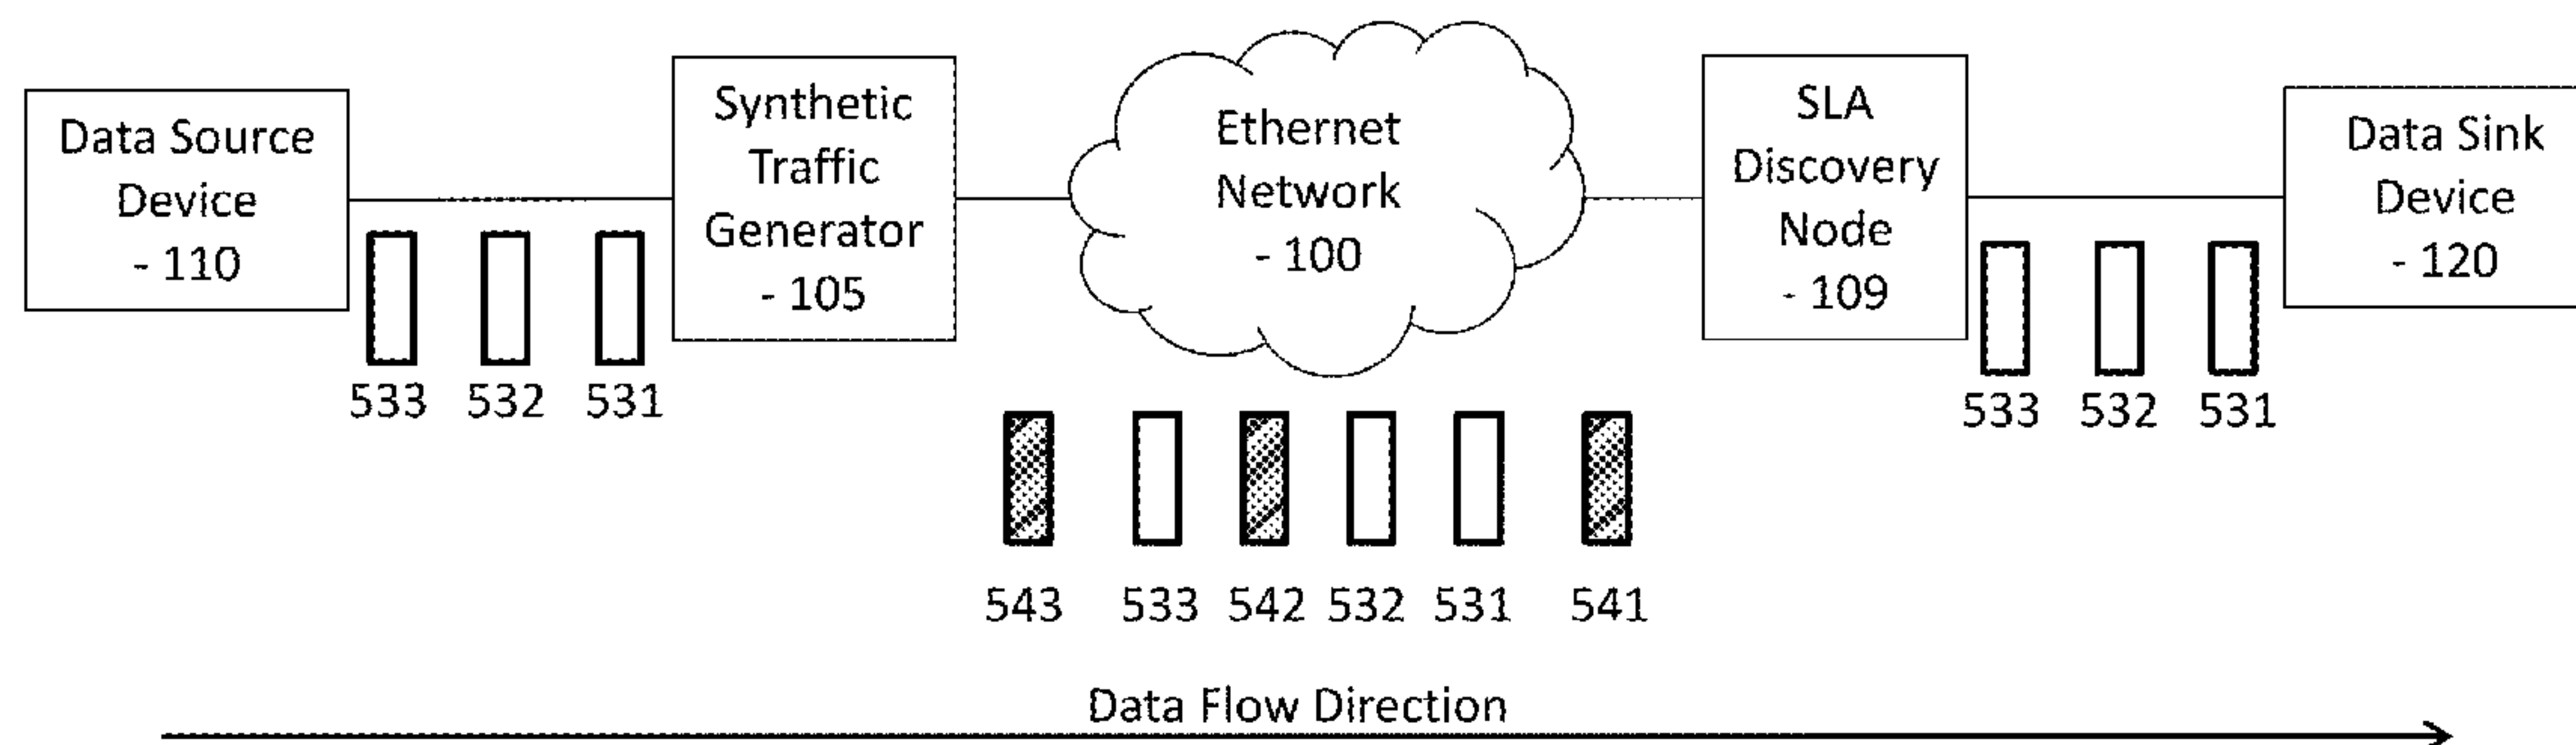 Data Source
Device
- 110
Synthetic
Traffic
Generator
- 105
Ethernet
Network
- 100
SLA
Discovery
Node
- 109
Data Sink
Device
- 120
533 532 531
533 532 531
543 533 542 532 531 541
Data Flow Direction